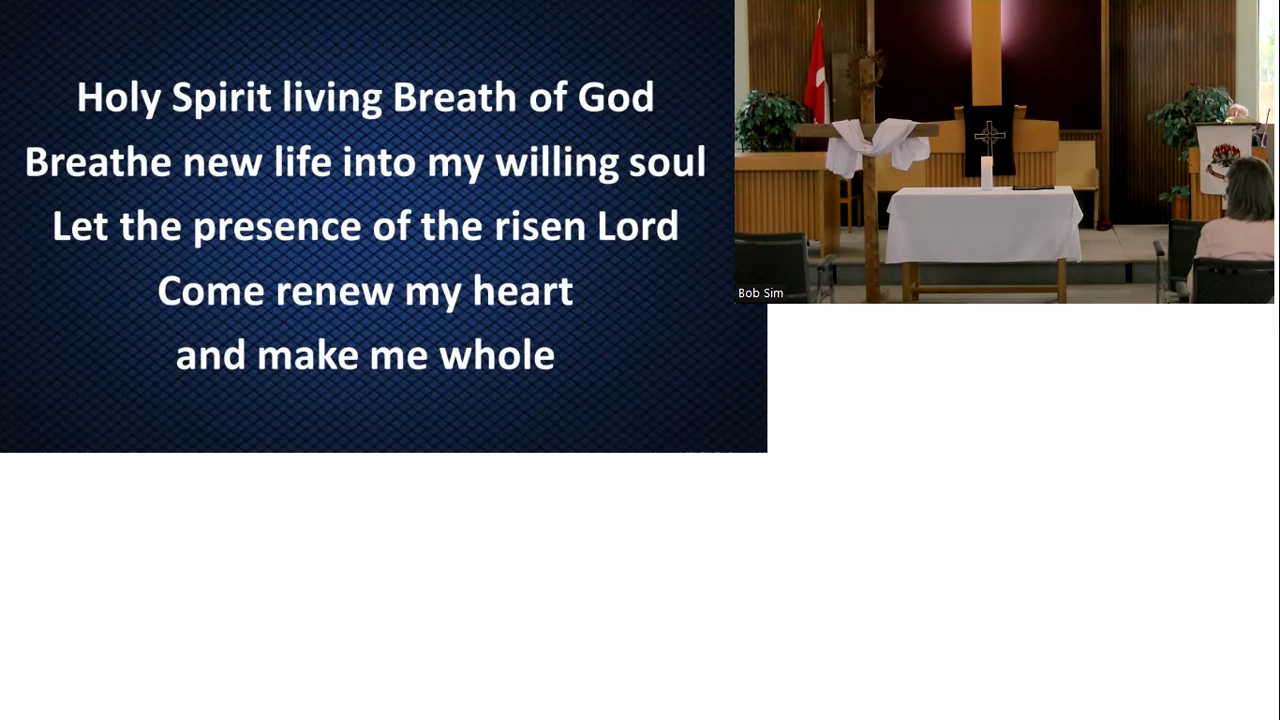 Holy Spirit living Breath of God
Breathe new life into my willing soul
Let the presence of the risen Lord
Come renew my heart
and make me whole
Bob Sim